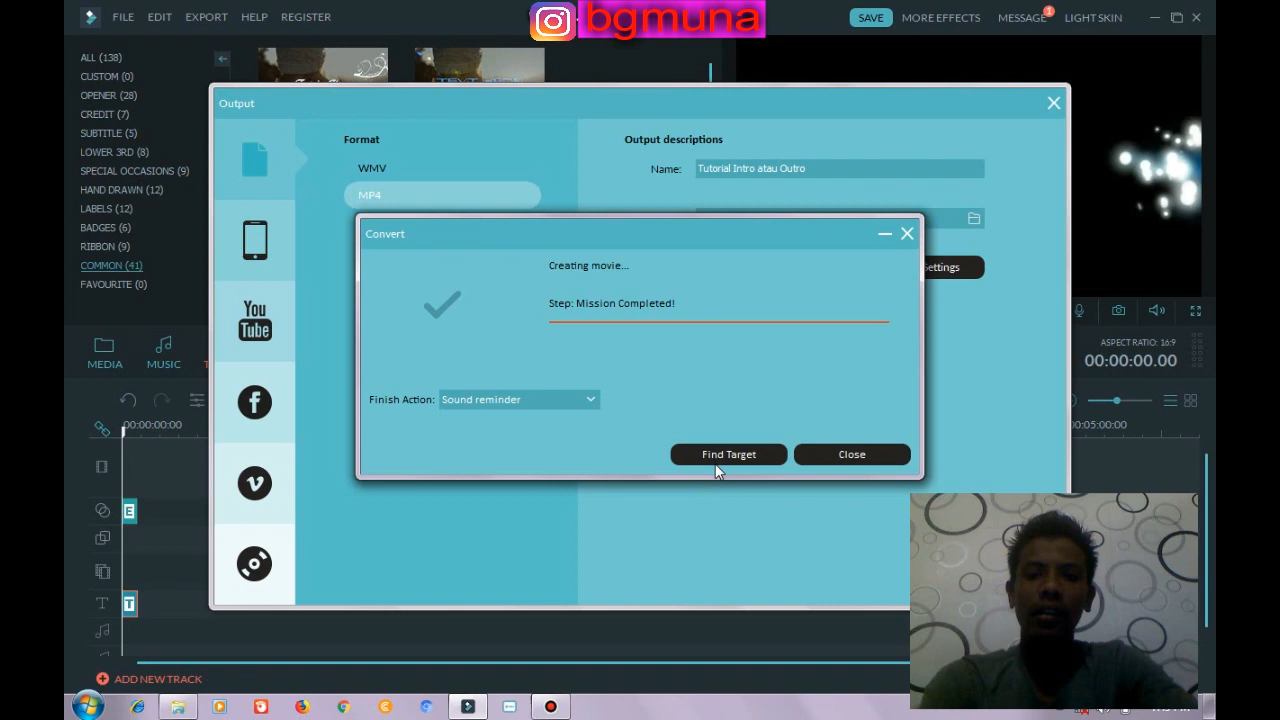 FILE EDIT EXPORT HELP REGISTER
bgmuna
SAVE MORE EFFECTS MESSAGE 1 LIGHT SKIN
ALL (138)
CUSTOM (0)
OPENER (28)
CREDIT (7)
SUBTITLE (5)
LOWER 3RD (8)
SPECIAL OCCASIONS (9)
HAND DRAWN (12)
LABELS (12)
BADGES (6)
RIBBON (9)
COMMON (41)
FAVOURITE (0)
Output
Format
WMV
MP4
Output descriptions
Name: Tutorial Intro atau Outro
Settings
You
Tube
Convert
Creating movie...
Step: Mission Completed!
Finish Action: Sound reminder
Find Target Close
MEDIA MUSIC T
ASPECT RATIO: 16:9
00:00:00.00
00:00:00:00
00:05:00:00
E
T
ADD NEW TRACK